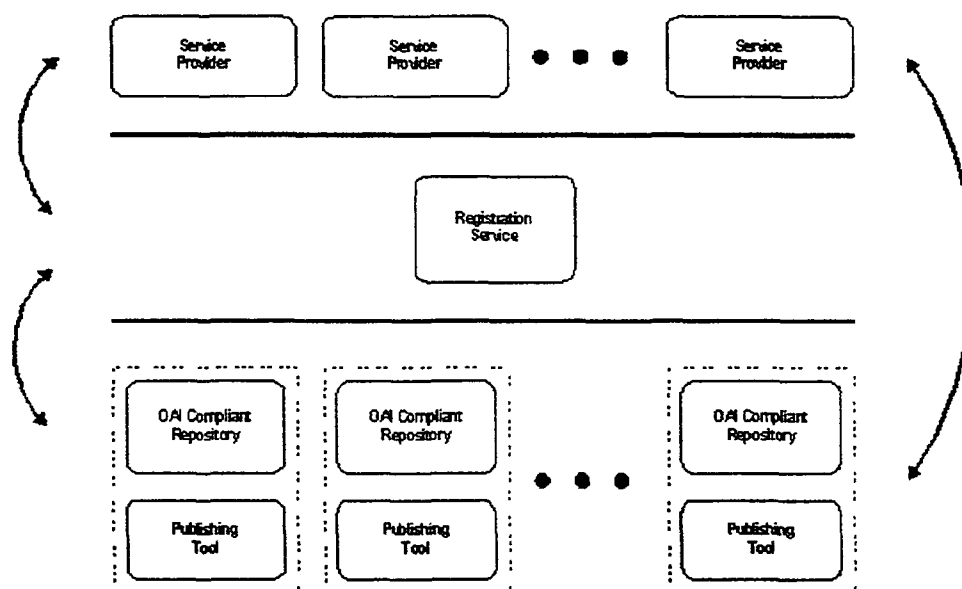 Service
Provider
Service
Provider
Service
Provider
Registration
Service
OAI Compliant
Repository
OAI Compliant
Repository
OAI Compliant
Repository
Publishing
Tool
Publishing
Tool
Publishing
Tool